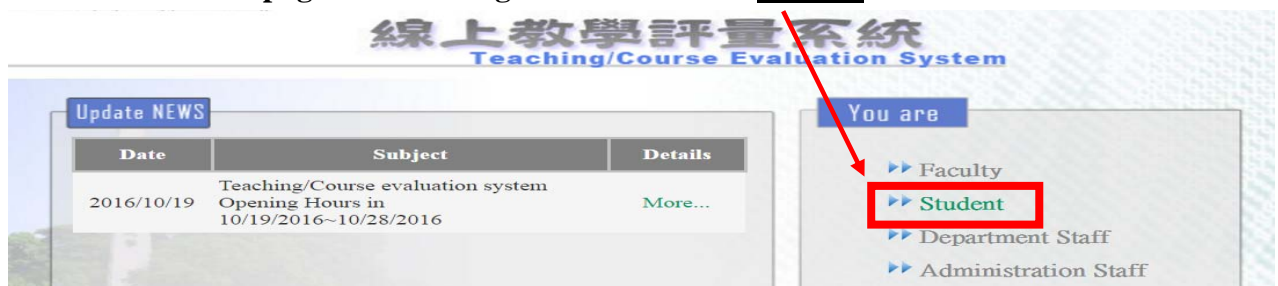 線上教學評量系統
Teaching/Course Evaluation System
Update NEWS
Date Subject Details
2016/10/19 Teaching/Course evaluation system
Opening Hours in
10/19/2016~10/28/2016 More...
You are
Faculty
Student
Department Staff
Administration Staff